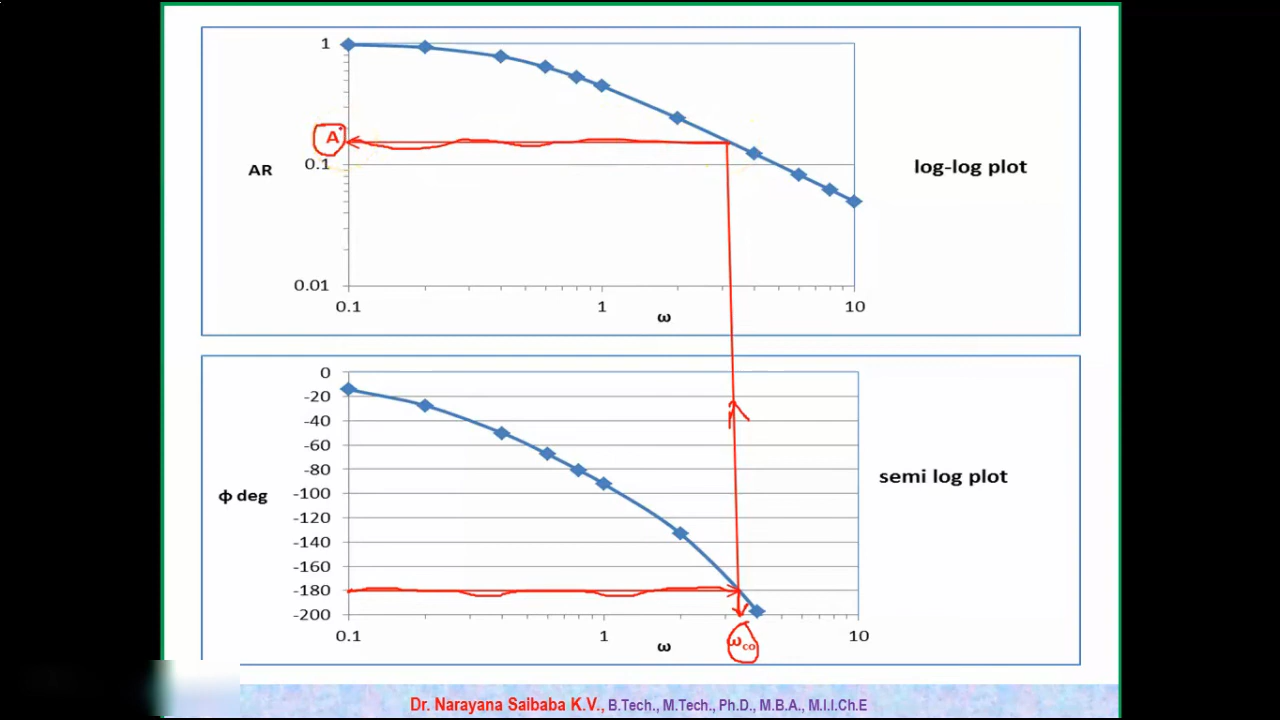 1
A
0.1
AR
log-log plot
0.01
0.1
1
10
ω
0
-20
-40
-60
-80
-100
-120
-140
-160
-180
-200
ϕ deg
semi log plot
0.1
1
10
ω
ωco
Dr. Narayana Saibaba K.V., B.Tech., M.Tech., Ph.D., M.B.A., M.I.I.Ch.E